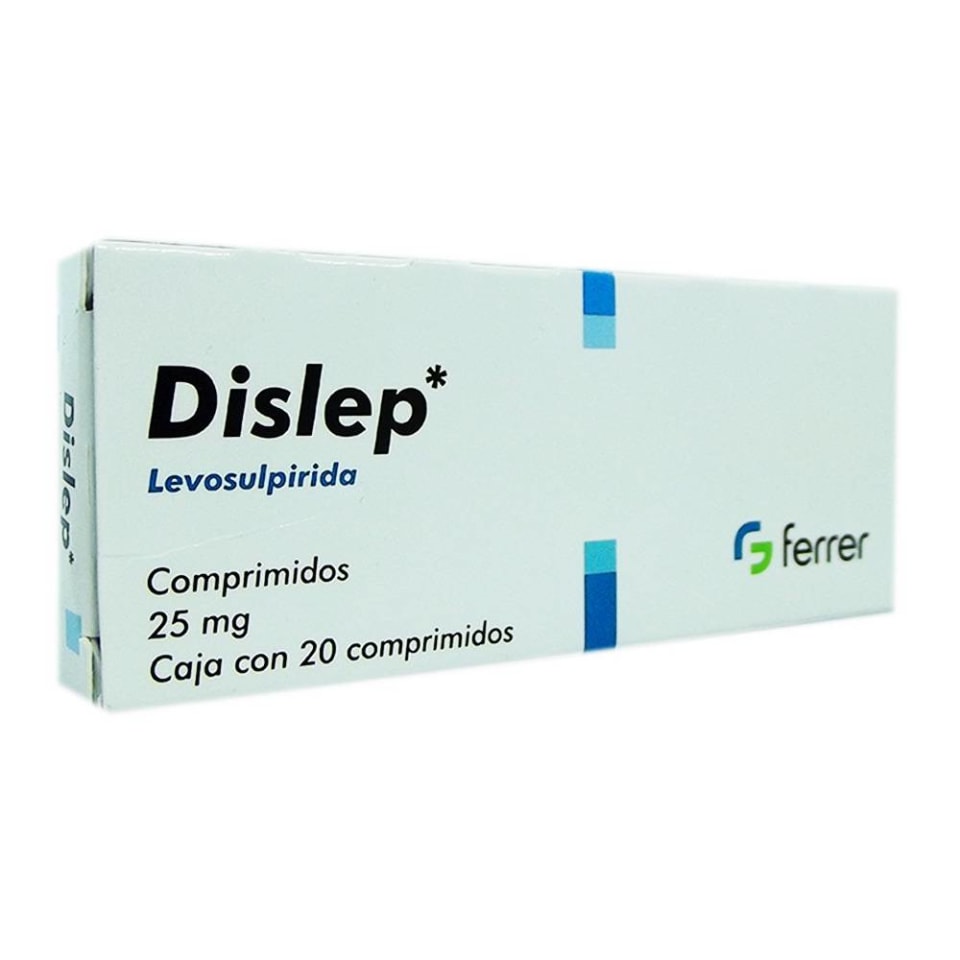 Dislep*
Levosulpirida
Comprimidos
25 mg
Caja con 20 comprimidos
ferrer
Dislep*